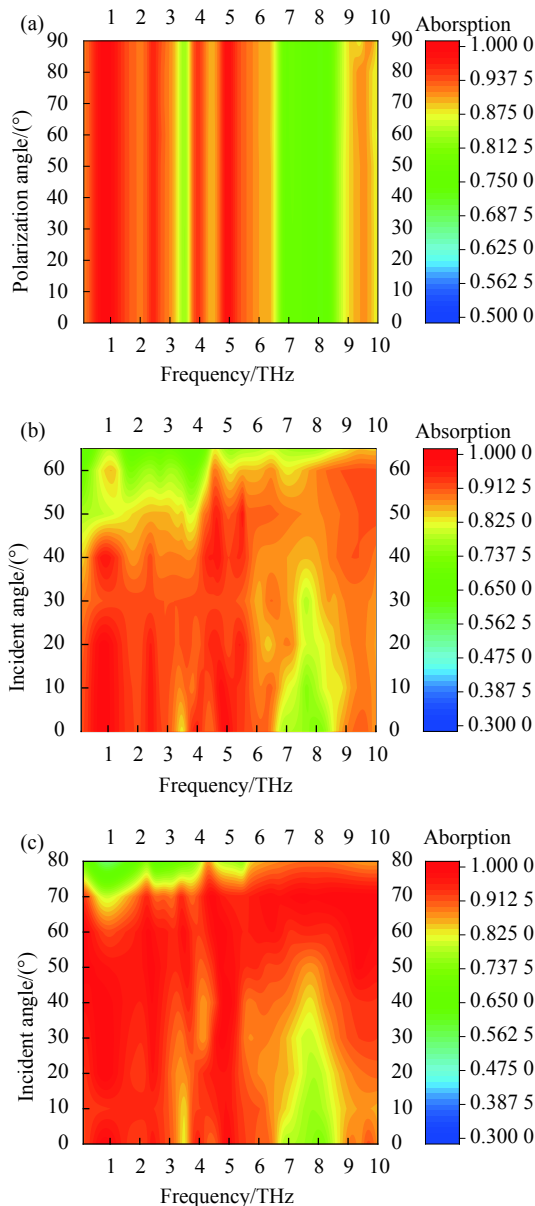 (a)
Aborsption
1 2 3 4 5 6 7 8 9 10
90 90 1.000 0
80 80 0.937 5
70 70 0.875 0
60 60 0.812 5
50 50 0.750 0
40 40 0.687 5
30 30 0.625 0
20 20 0.562 5
10 10 0.500 0
0 0
Polarization angle/(°)
1 2 3 4 5 6 7 8 9 10
Frequency/THz
(b)
Absorption
1 2 3 4 5 6 7 8 9 10
60 60 1.000 0
50 50 0.912 5
40 40 0.825 0
30 30 0.737 5
20 20 0.650 0
10 10 0.562 5
0 0 0.475 0
0.387 5
0.300 0
Incident angle/(°)
1 2 3 4 5 6 7 8 9 10
Frequency/THz
(c)
Aborption
1 2 3 4 5 6 7 8 9 10
80 80 1.000 0
70 70 0.912 5
60 60 0.825 0
50 50 0.737 5
40 40 0.650 0
30 30 0.562 5
20 20 0.475 0
10 10 0.387 5
0 0 0.300 0
Incident angle/(°)
1 2 3 4 5 6 7 8 9 10
Frequency/THz